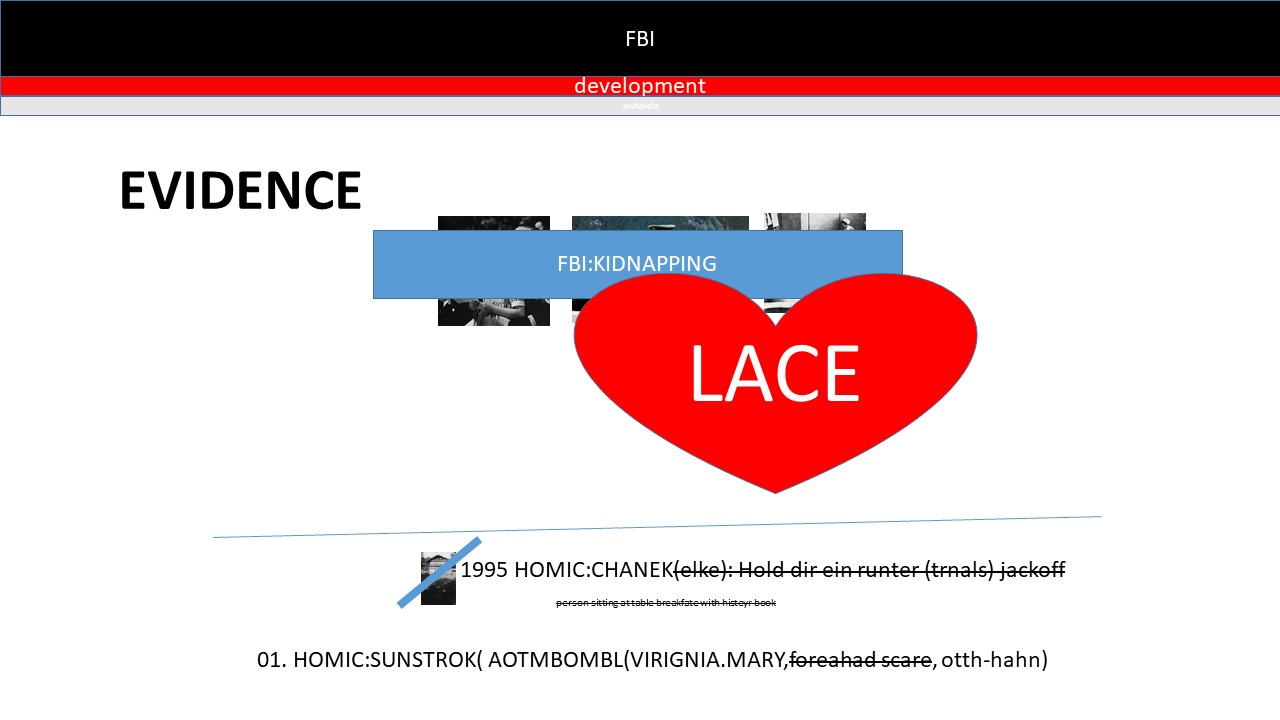 FBI
development
outside
EVIDENCE
FBI:KIDNAPPING
LACE
1995 HOMIC:CHANEK(elke): Hold dir ein runter (trnals) jackoff
person sitting at table breakfate with histeyr book
01. HOMIC:SUNSTROK( AOTMBOMBL(VIRIGNIA.MARY,foreahad scare, otth-hahn)